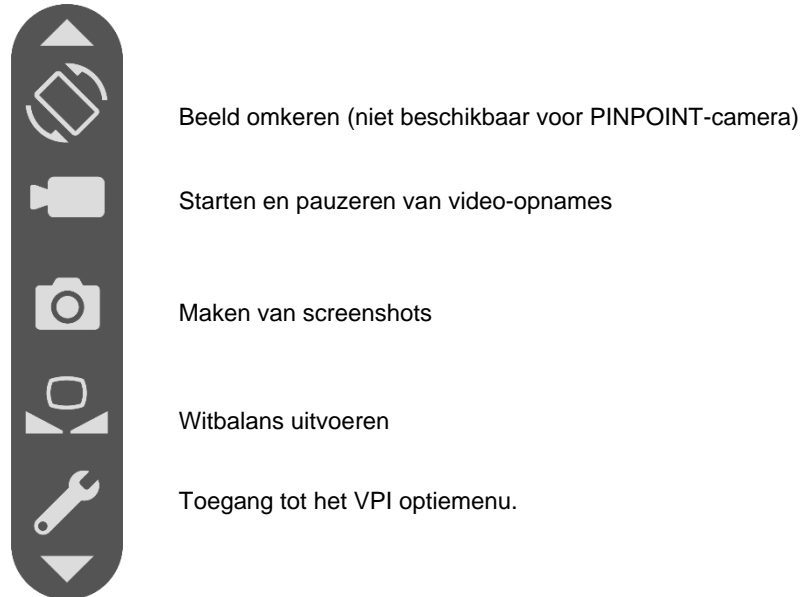 Beeld omkeren (niet beschikbaar voor PINPOINT-camera)
Starten en pauzeren van video-opnames
Maken van screenshots
Witbalans uitvoeren
Toegang tot het VPI optiemenu.